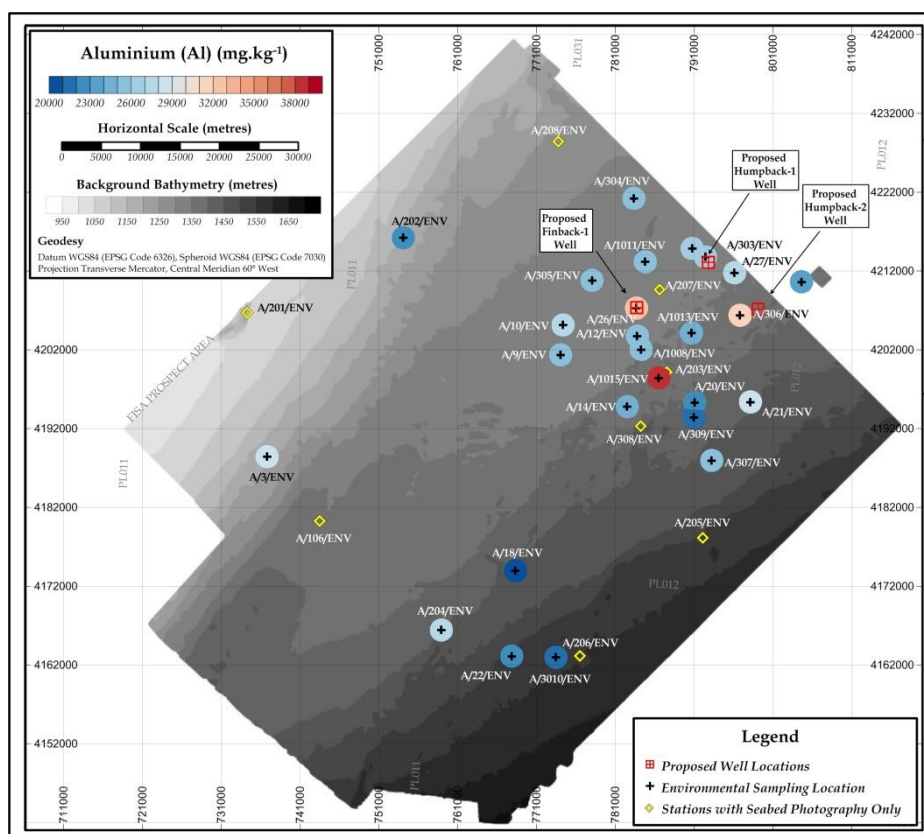 Aluminium (Al) mg.kg-1
20000 23000 26000 29000 32000 35000 38000
Horizontal Scale (metres)
0 5000 10000 15000 20000 25000 30000
Background Bathymetry (metres)
950 1050 1150 1250 1350 1450 1550 1650
Geodesy
Datum WGS84 (EPSG Code 6326), Spheroid WGS84 (EPSG Code 7030)
Projection Transverse Mercator, Central Meridian 60° West
751000
761000
771000
781000
791000
801000
811000
4242000
4232000
4222000
4212000
4202000
4192000
4182000
4172000
4162000
4152000
PL031
PL012
A/208/ENV
Proposed
Humpback-1
Well
Proposed
Humpback-2
Well
Proposed
Finback-1
Well
A/304/ENV
A/202/ENV
A/1011/ENV
A/303/ENV
A/27/ENV
A/305/ENV
A/207/ENV
PL011
A/201/ENV
A/10/ENV
A/26/ENV
A/12/ENV
A/1013/ENV
A/306/ENV
FISA PROSPECT AREA
A/9/ENV
A/1008/ENV
A/1015/ENV
A/203/ENV
PL012
A/14/ENV
A/20/ENV
A/21/ENV
A/308/ENV
A/309/ENV
4202000
4192000
4182000
4172000
4162000
4152000
PL011
A/3/ENV
A/307/ENV
A/106/ENV
A/205/ENV
A/18/ENV
PL012
A/204/ENV
A/206/ENV
A/22/ENV
A/3010/ENV
PL011
711000
721000
731000
741000
751000
761000
771000
781000
Legend
Proposed Well Locations
Environmental Sampling Location
Stations with Seabed Photography Only